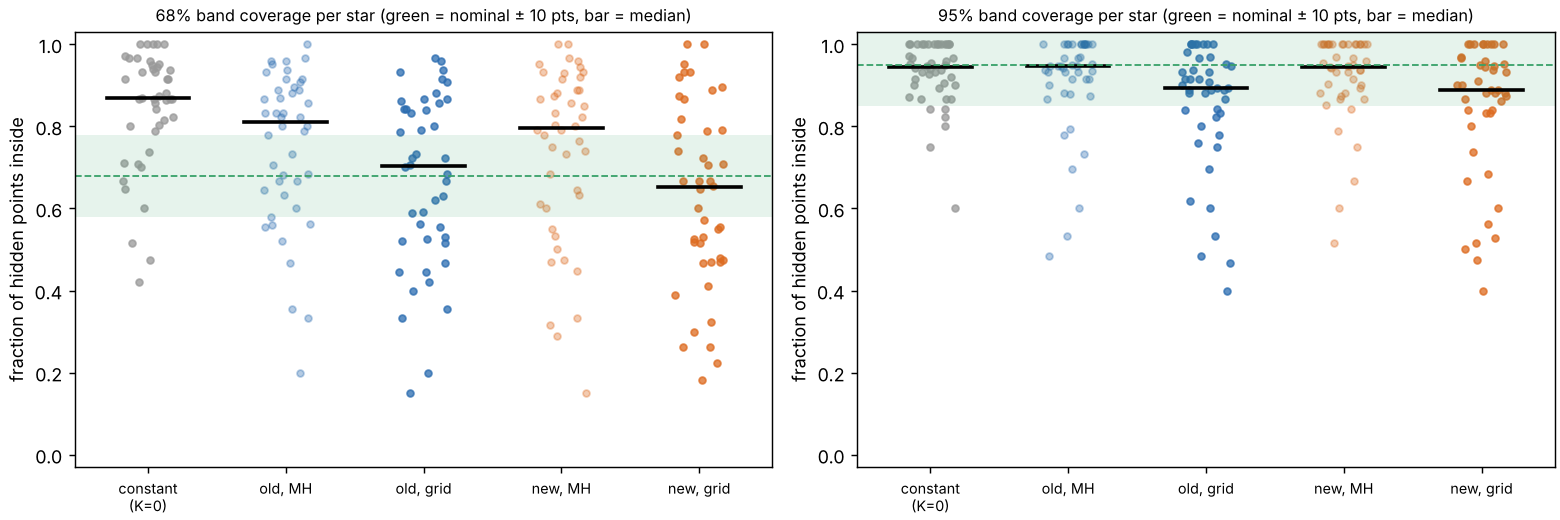 68% band coverage per star (green = nominal ± 10 pts, bar = median)
fraction of hidden points inside
1.0
0.8
0.6
0.4
0.2
0.0
constant
(K=0)
old, MH
old, grid
new, MH
new, grid
95% band coverage per star (green = nominal ± 10 pts, bar = median)
fraction of hidden points inside
1.0
0.8
0.6
0.4
0.2
0.0
constant
(K=0)
old, MH
old, grid
new, MH
new, grid